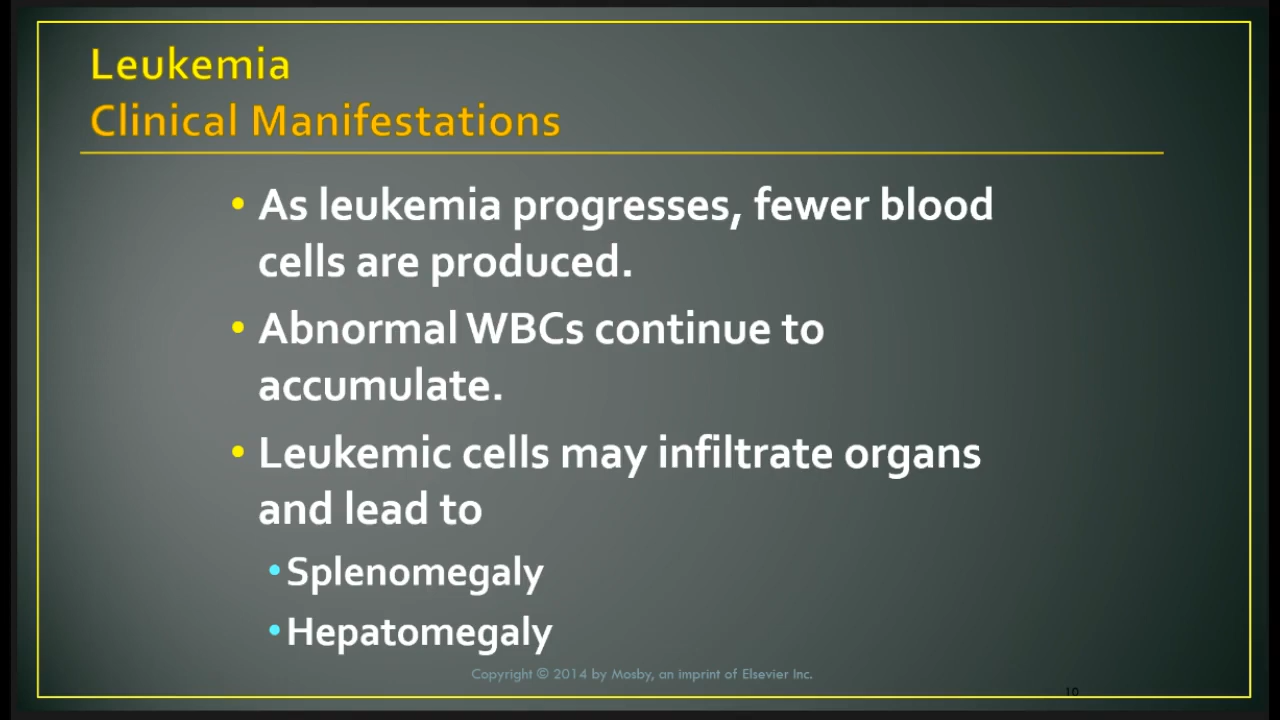 Leukemia
Clinical Manifestations
• As leukemia progresses, fewer blood
cells are produced.
• Abnormal WBCs continue to
accumulate.
• Leukemic cells may infiltrate organs
and lead to
• Splenomegaly
• Hepatomegaly
Copyright © 2014 by Mosby, an imprint of Elsevier Inc.
10